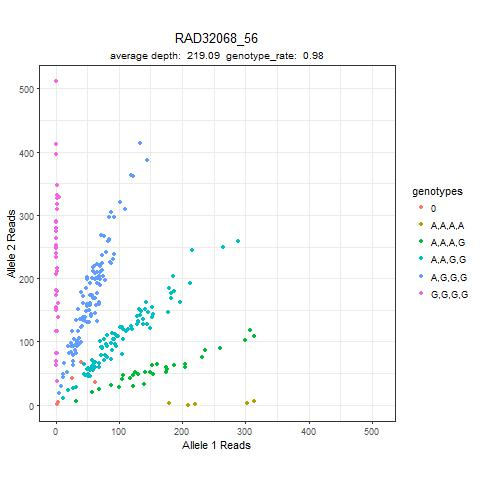 RAD32068_56
average depth:  219.09  genotype_rate:  0.98
500
400
300
200
100
0
Allele 2 Reads
0 100 200 300 400 500
Allele 1 Reads
genotypes
0
A,A,A,A
A,A,A,G
A,A,G,G
A,G,G,G
G,G,G,G